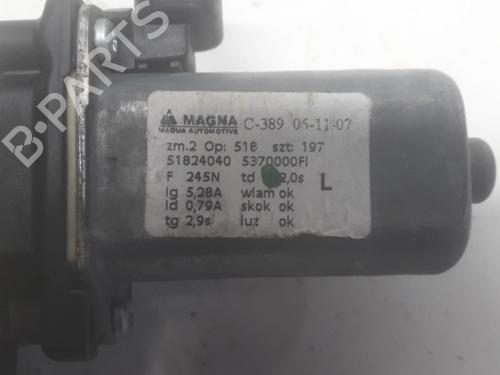 B-PARTS
MAGNA C-389 06-11-07
MAGNA AUTOMOTIVE
zm.2 Op: 518 szt: 197
51824040 5370000FI
F 245N td 2,0s L
Ig 5,28A wlam ok
Id 0,79A skok ok
tg 2,9s luz ok